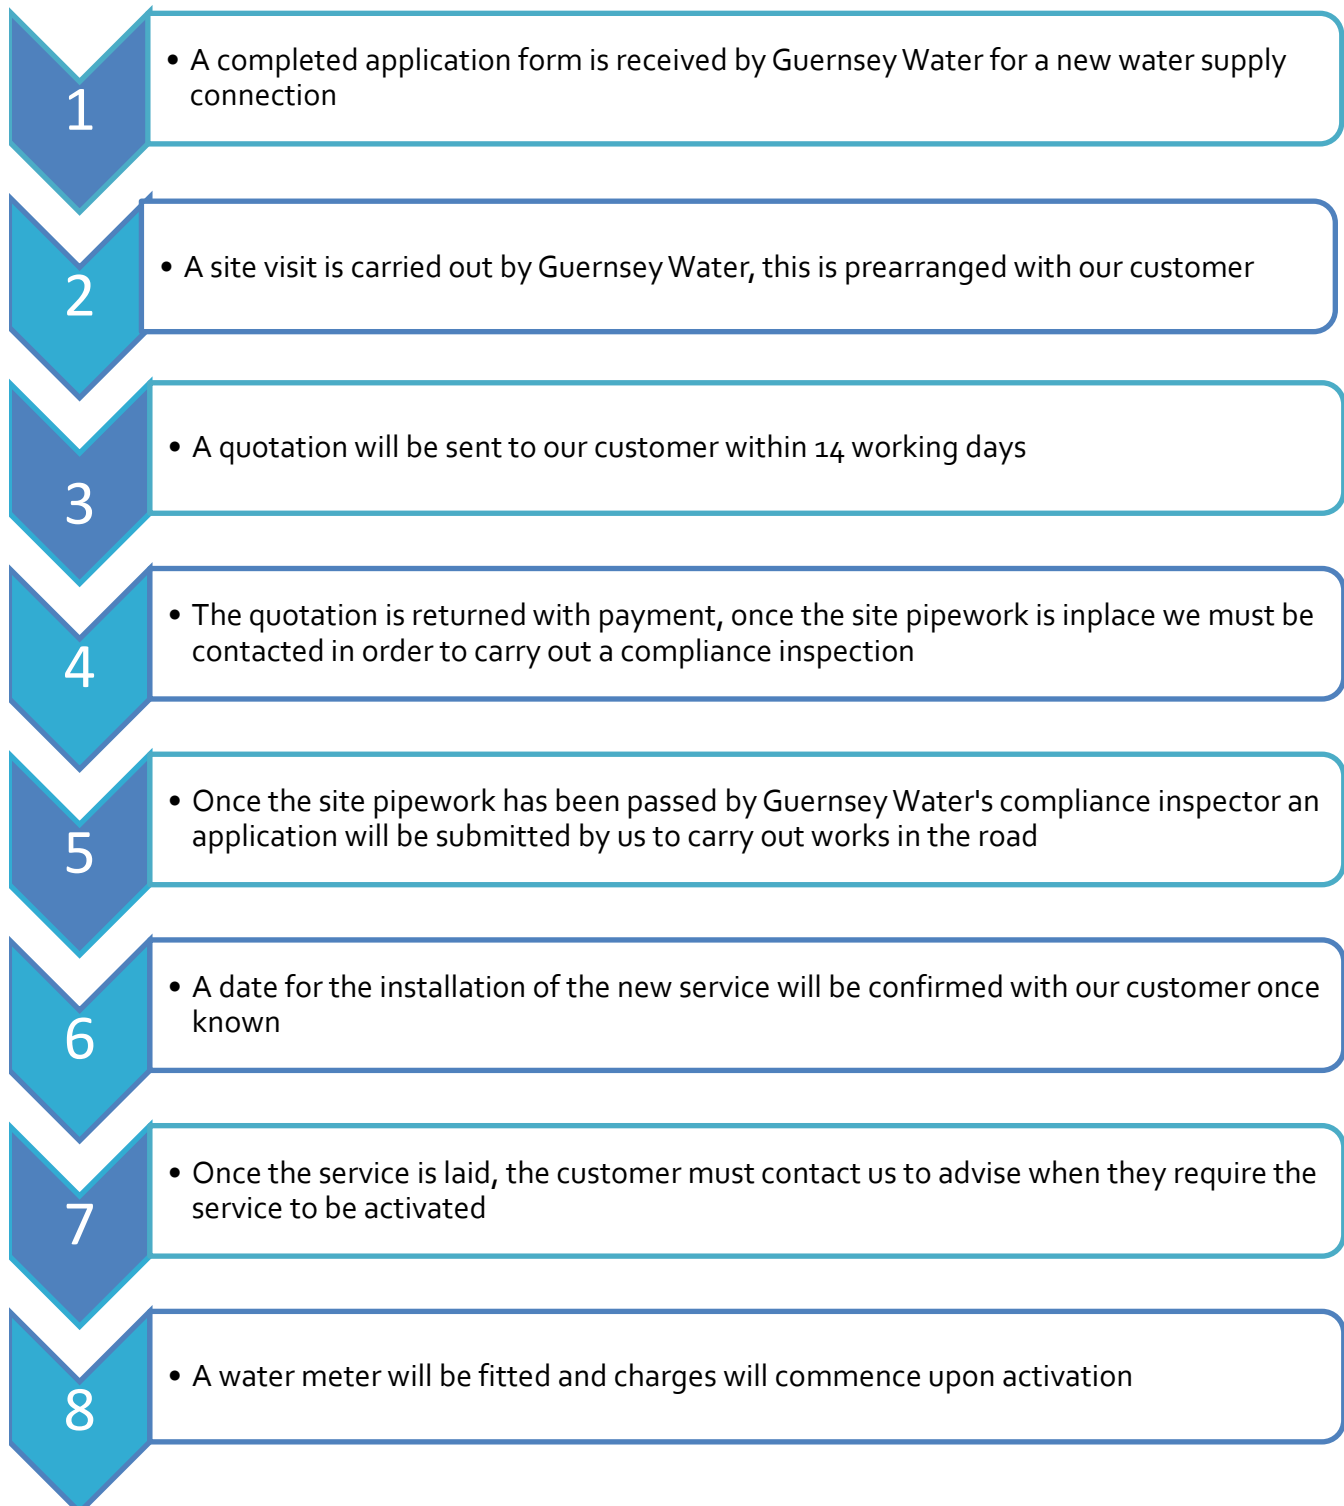 1
• A completed application form is received by Guernsey Water for a new water supply
connection
2
• A site visit is carried out by Guernsey Water, this is prearranged with our customer
3
• A quotation will be sent to our customer within 14 working days
4
• The quotation is returned with payment, once the site pipework is inplace we must be
contacted in order to carry out a compliance inspection
5
• Once the site pipework has been passed by Guernsey Water's compliance inspector an
application will be submitted by us to carry out works in the road
6
• A date for the installation of the new service will be confirmed with our customer once
known
7
• Once the service is laid, the customer must contact us to advise when they require the
service to be activated
8
• A water meter will be fitted and charges will commence upon activation